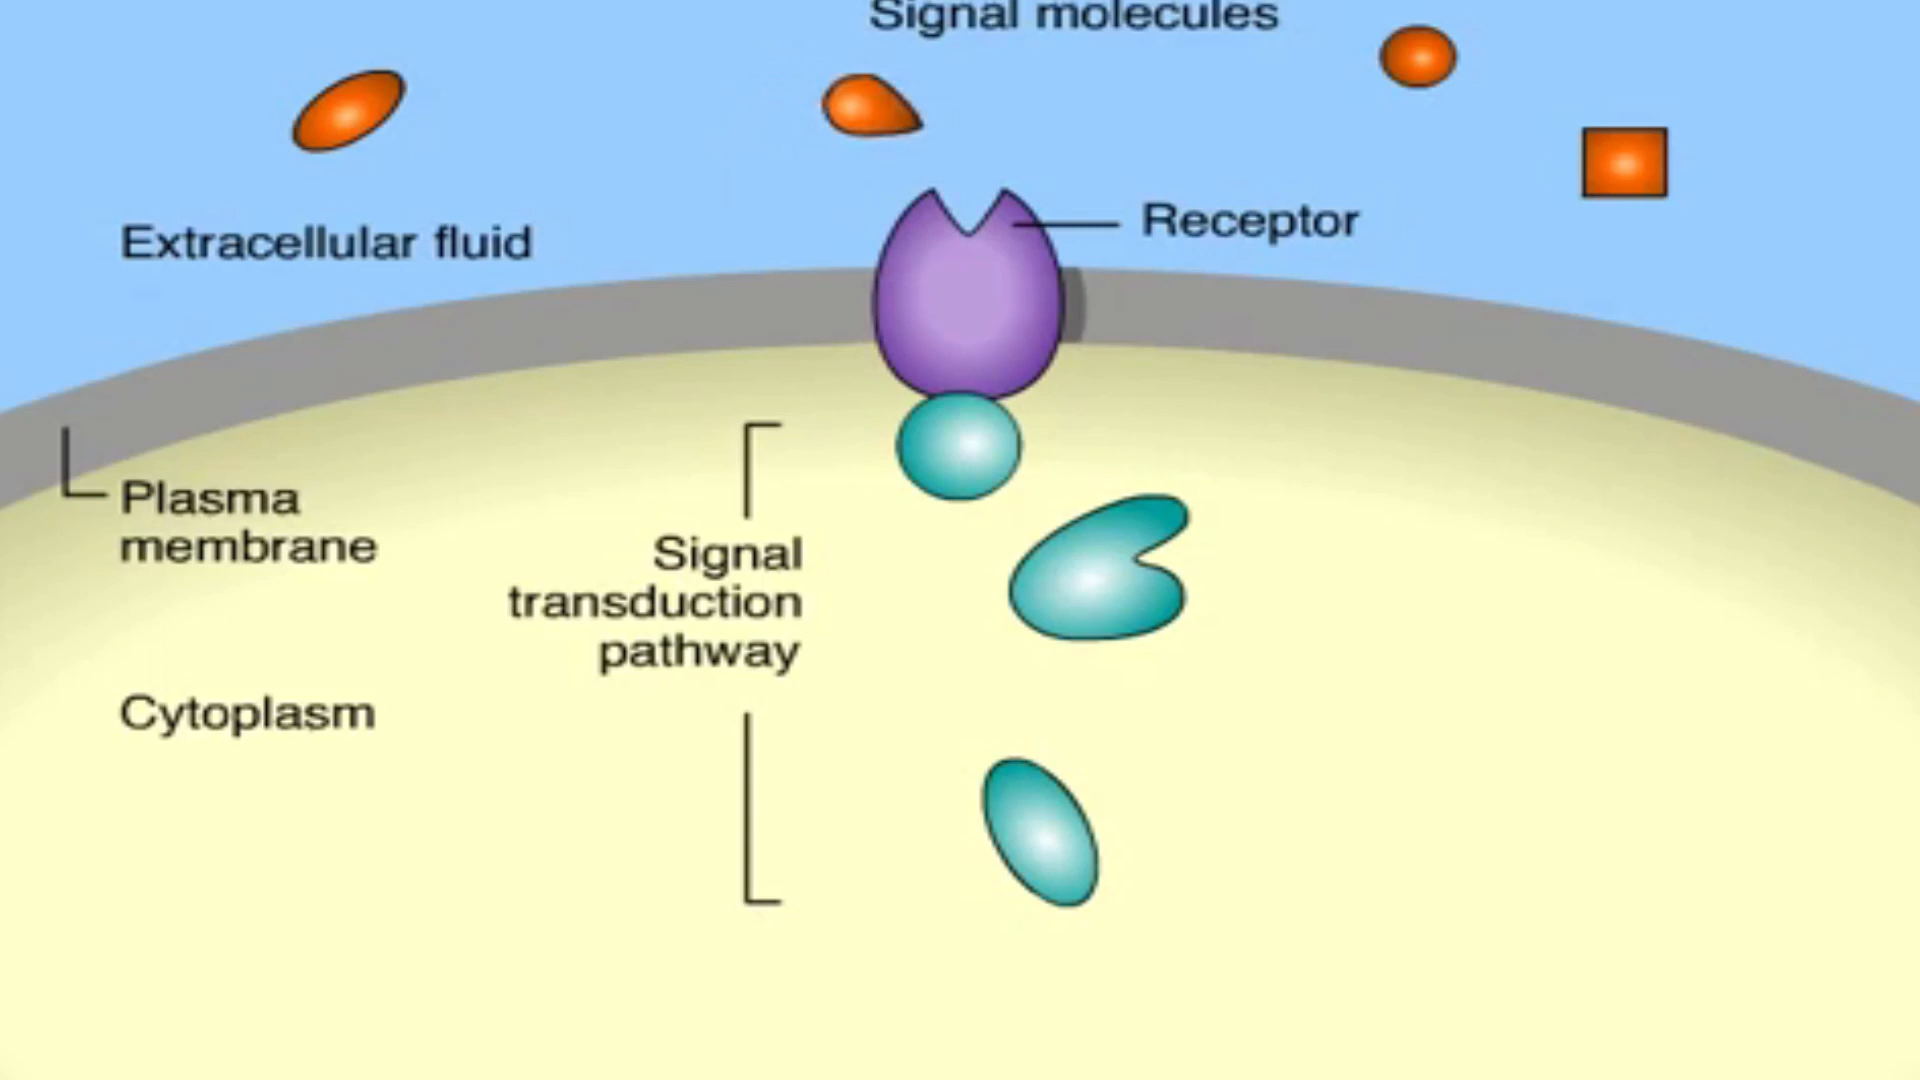 Signal molecules
Receptor
Extracellular fluid
Plasma
membrane
Signal
transduction
pathway
Cytoplasm